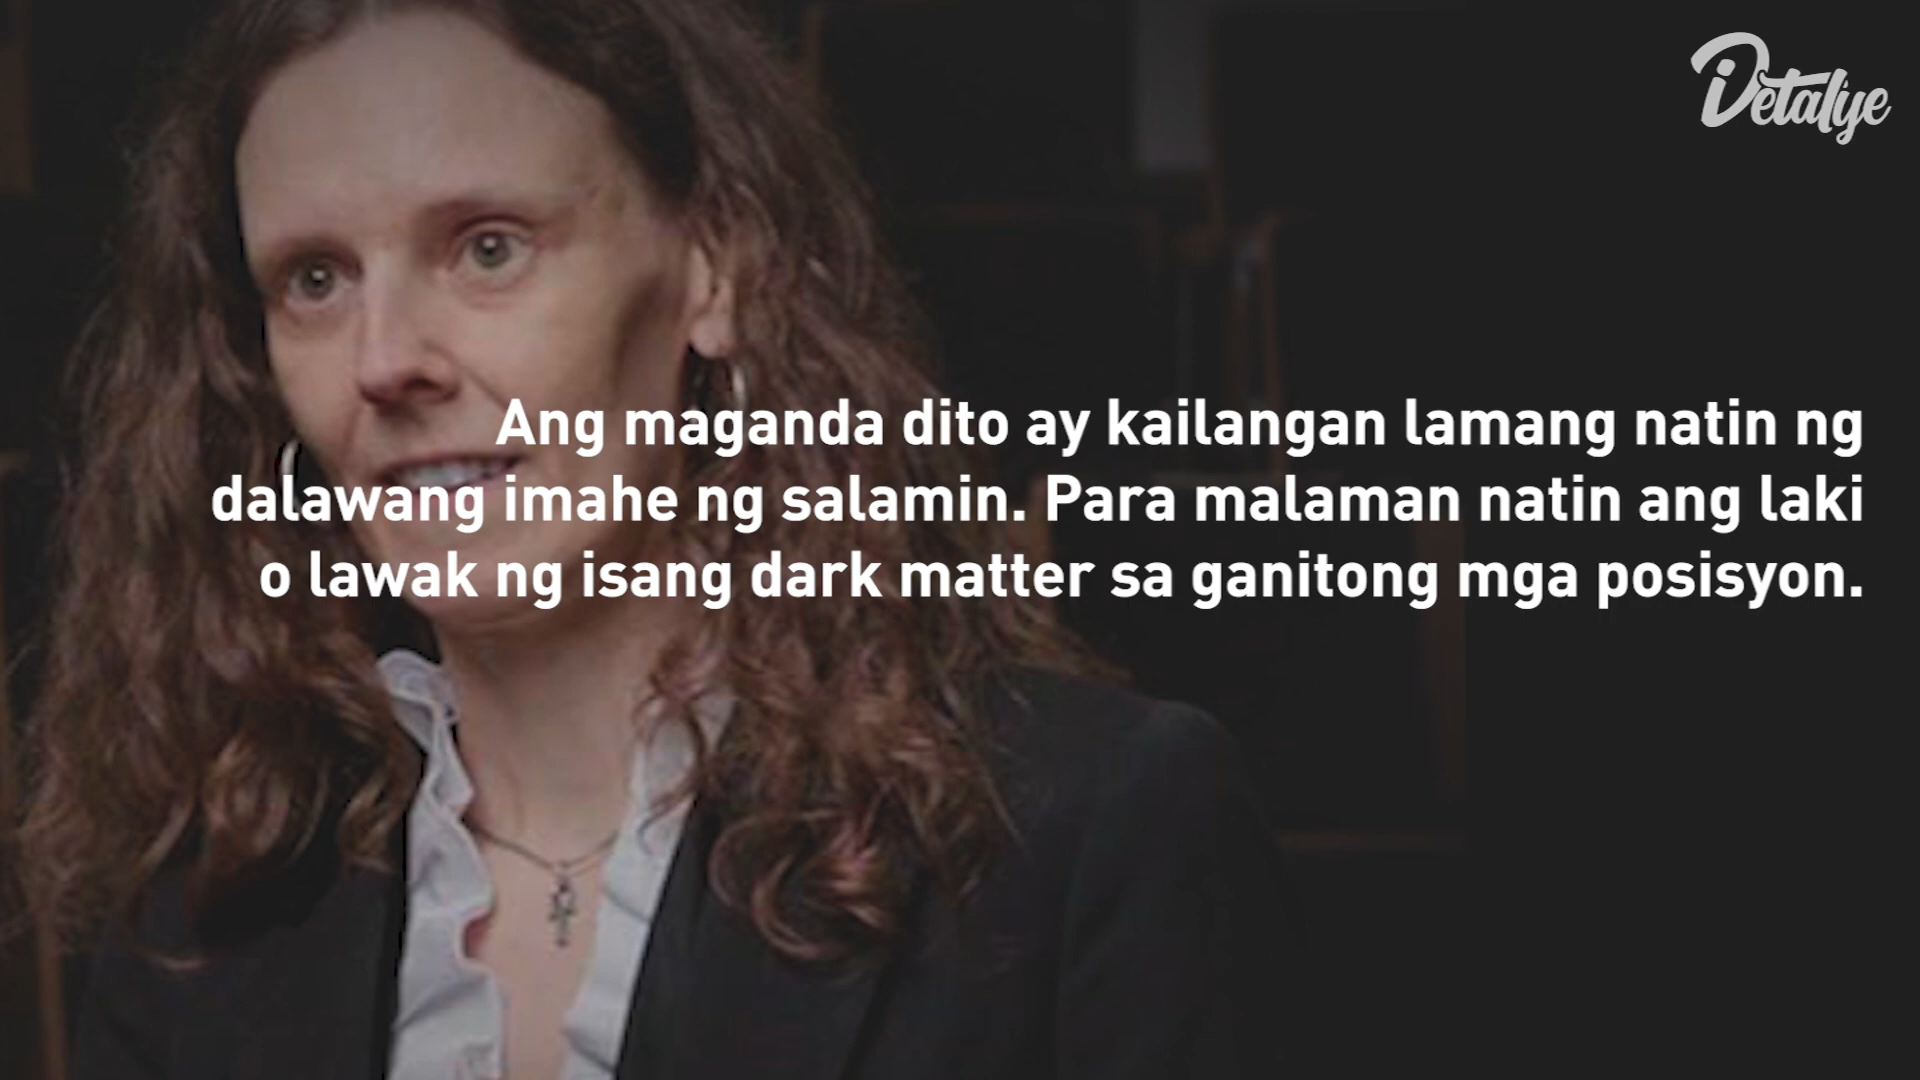 Detalye
Ang maganda dito ay kailangan lamang natin ng
dalawang imahe ng salamin. Para malaman natin ang laki
o lawak ng isang dark matter sa ganitong mga posisyon.